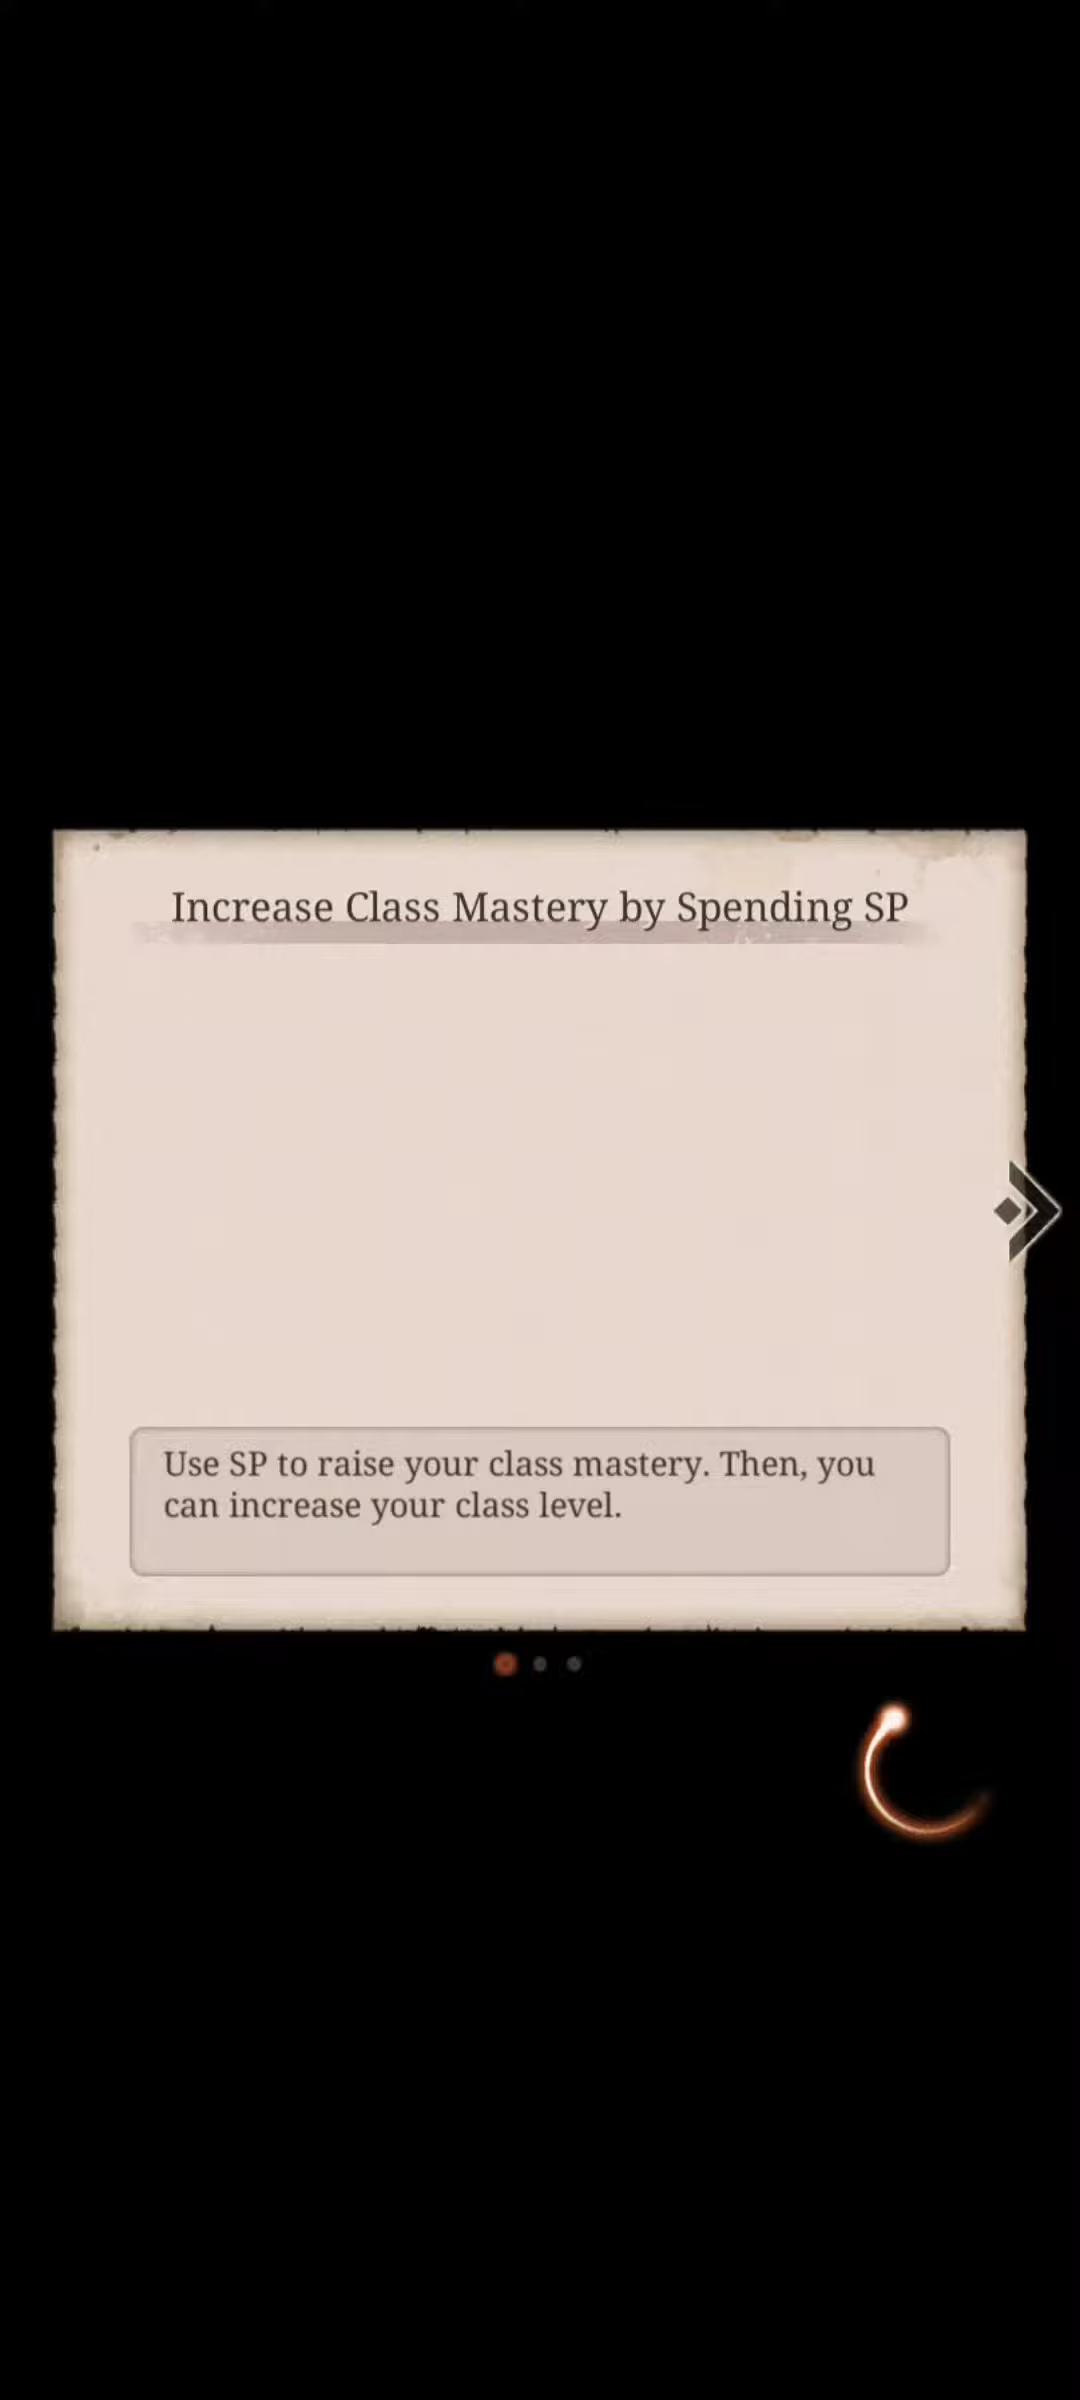 Increase Class Mastery by Spending SP
Use SP to raise your class mastery. Then, you
can increase your class level.